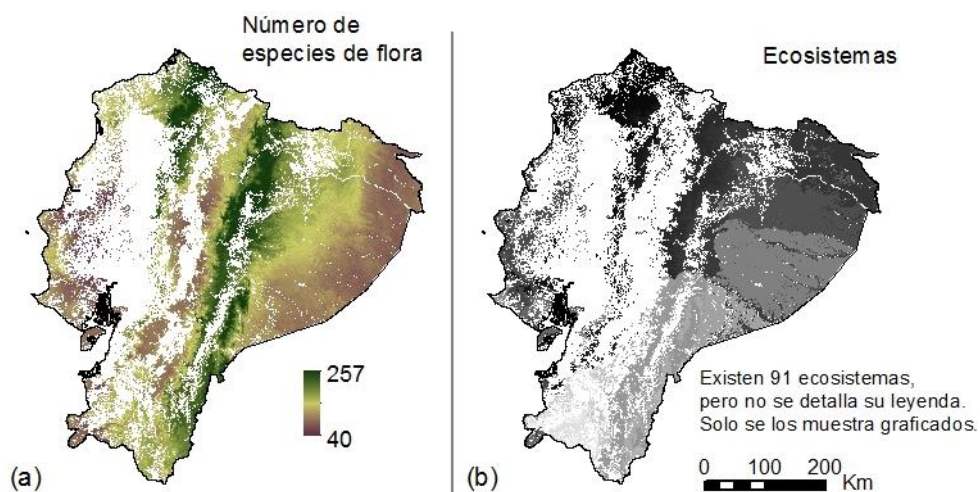 Número de
especies de flora
257
40
(a)
Ecosistemas
Existen 91 ecosistemas,
pero no se detalla su leyenda.
Solo se los muestra graficados.
0 100 200
Km
(b)